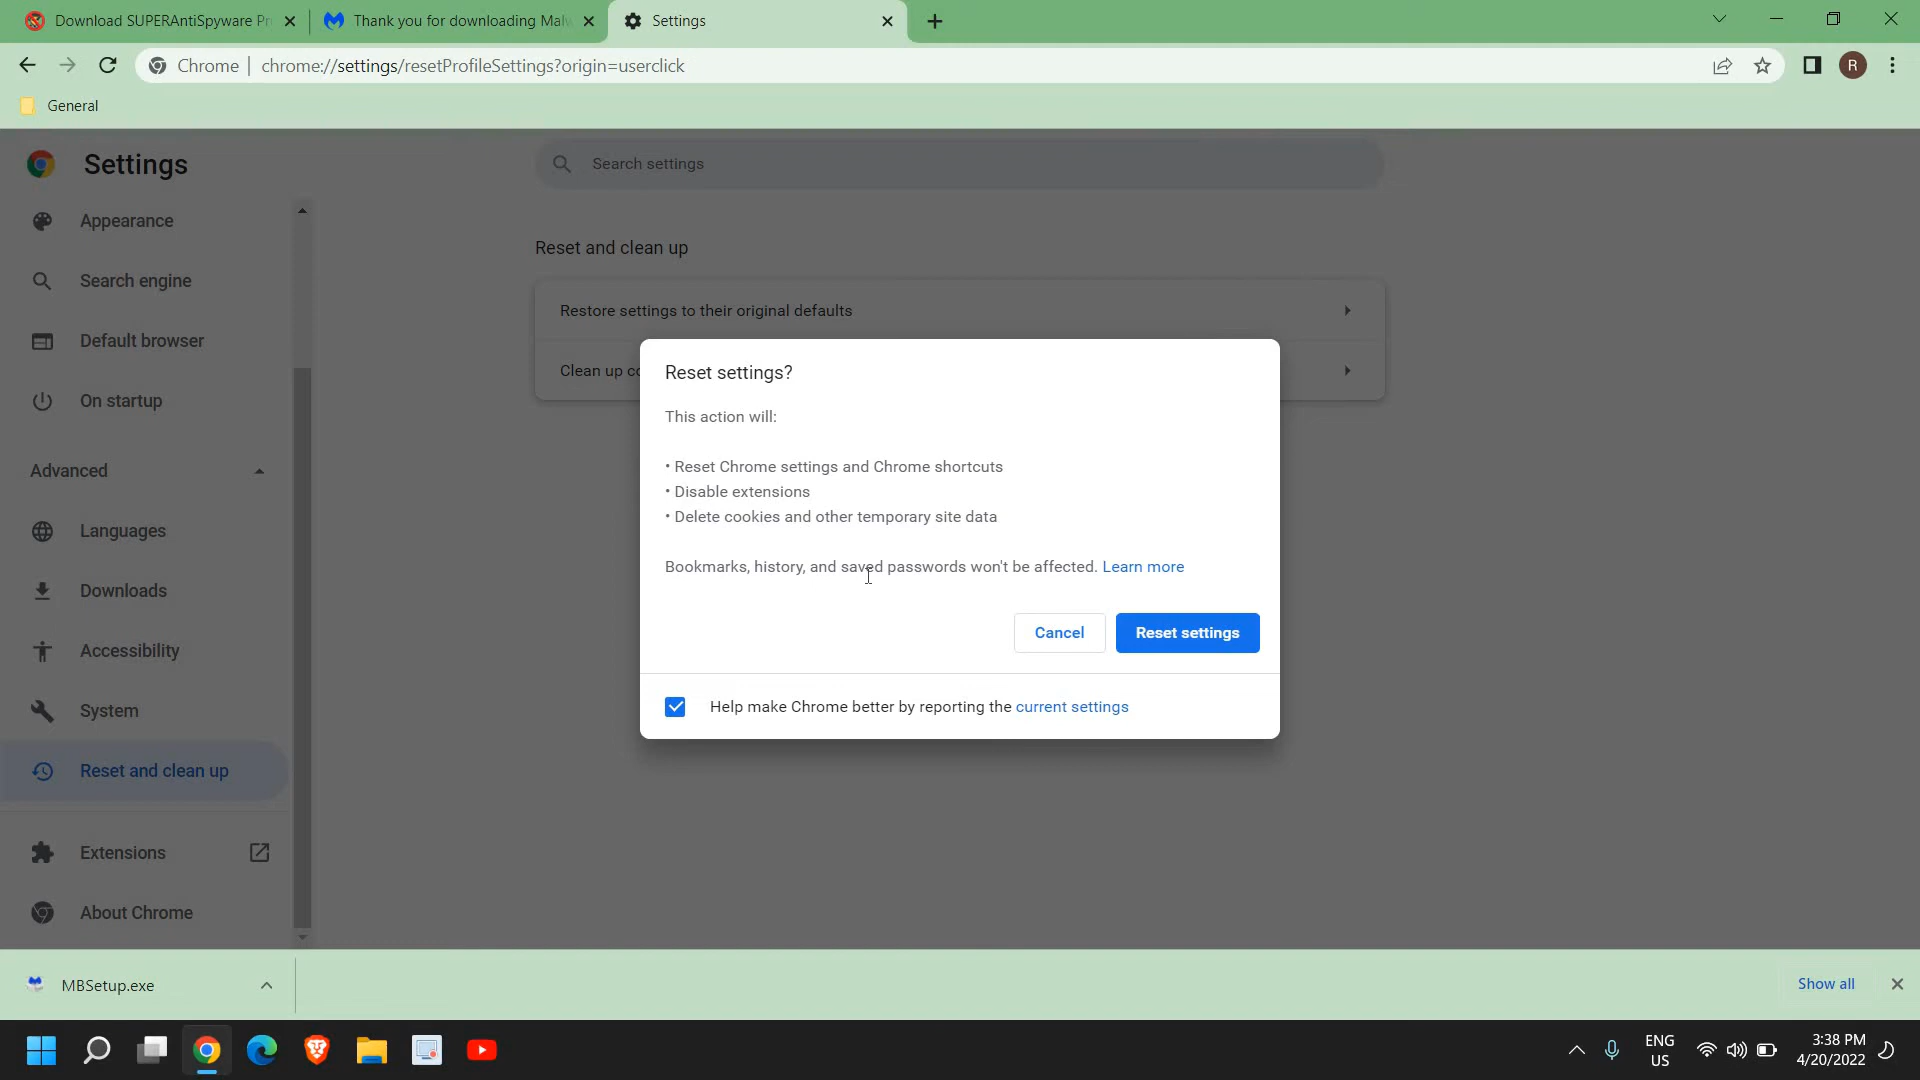 Download SUPERAntiSpyware Pr
Thank you for downloading Malw
Settings
Chrome | chrome://settings/resetProfileSettings?origin=userclick
R
General
Settings
Search settings
Appearance
Search engine
Default browser
On startup
Advanced
Languages
Downloads
Accessibility
System
Reset and clean up
Extensions
About Chrome
Reset and clean up
Restore settings to their original defaults
Clean up co
Reset settings?
This action will:
• Reset Chrome settings and Chrome shortcuts
• Disable extensions
• Delete cookies and other temporary site data
Bookmarks, history, and saved passwords won't be affected. Learn more
Cancel
Reset settings
Help make Chrome better by reporting the current settings
MBSetup.exe
Show all
ENG
US
3:38 PM
4/20/2022